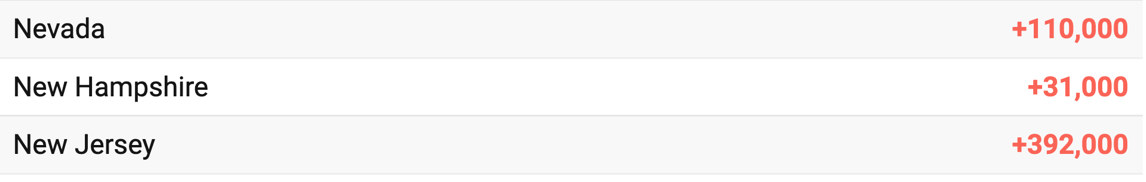 Nevada +110,000
New Hampshire +31,000
New Jersey +392,000